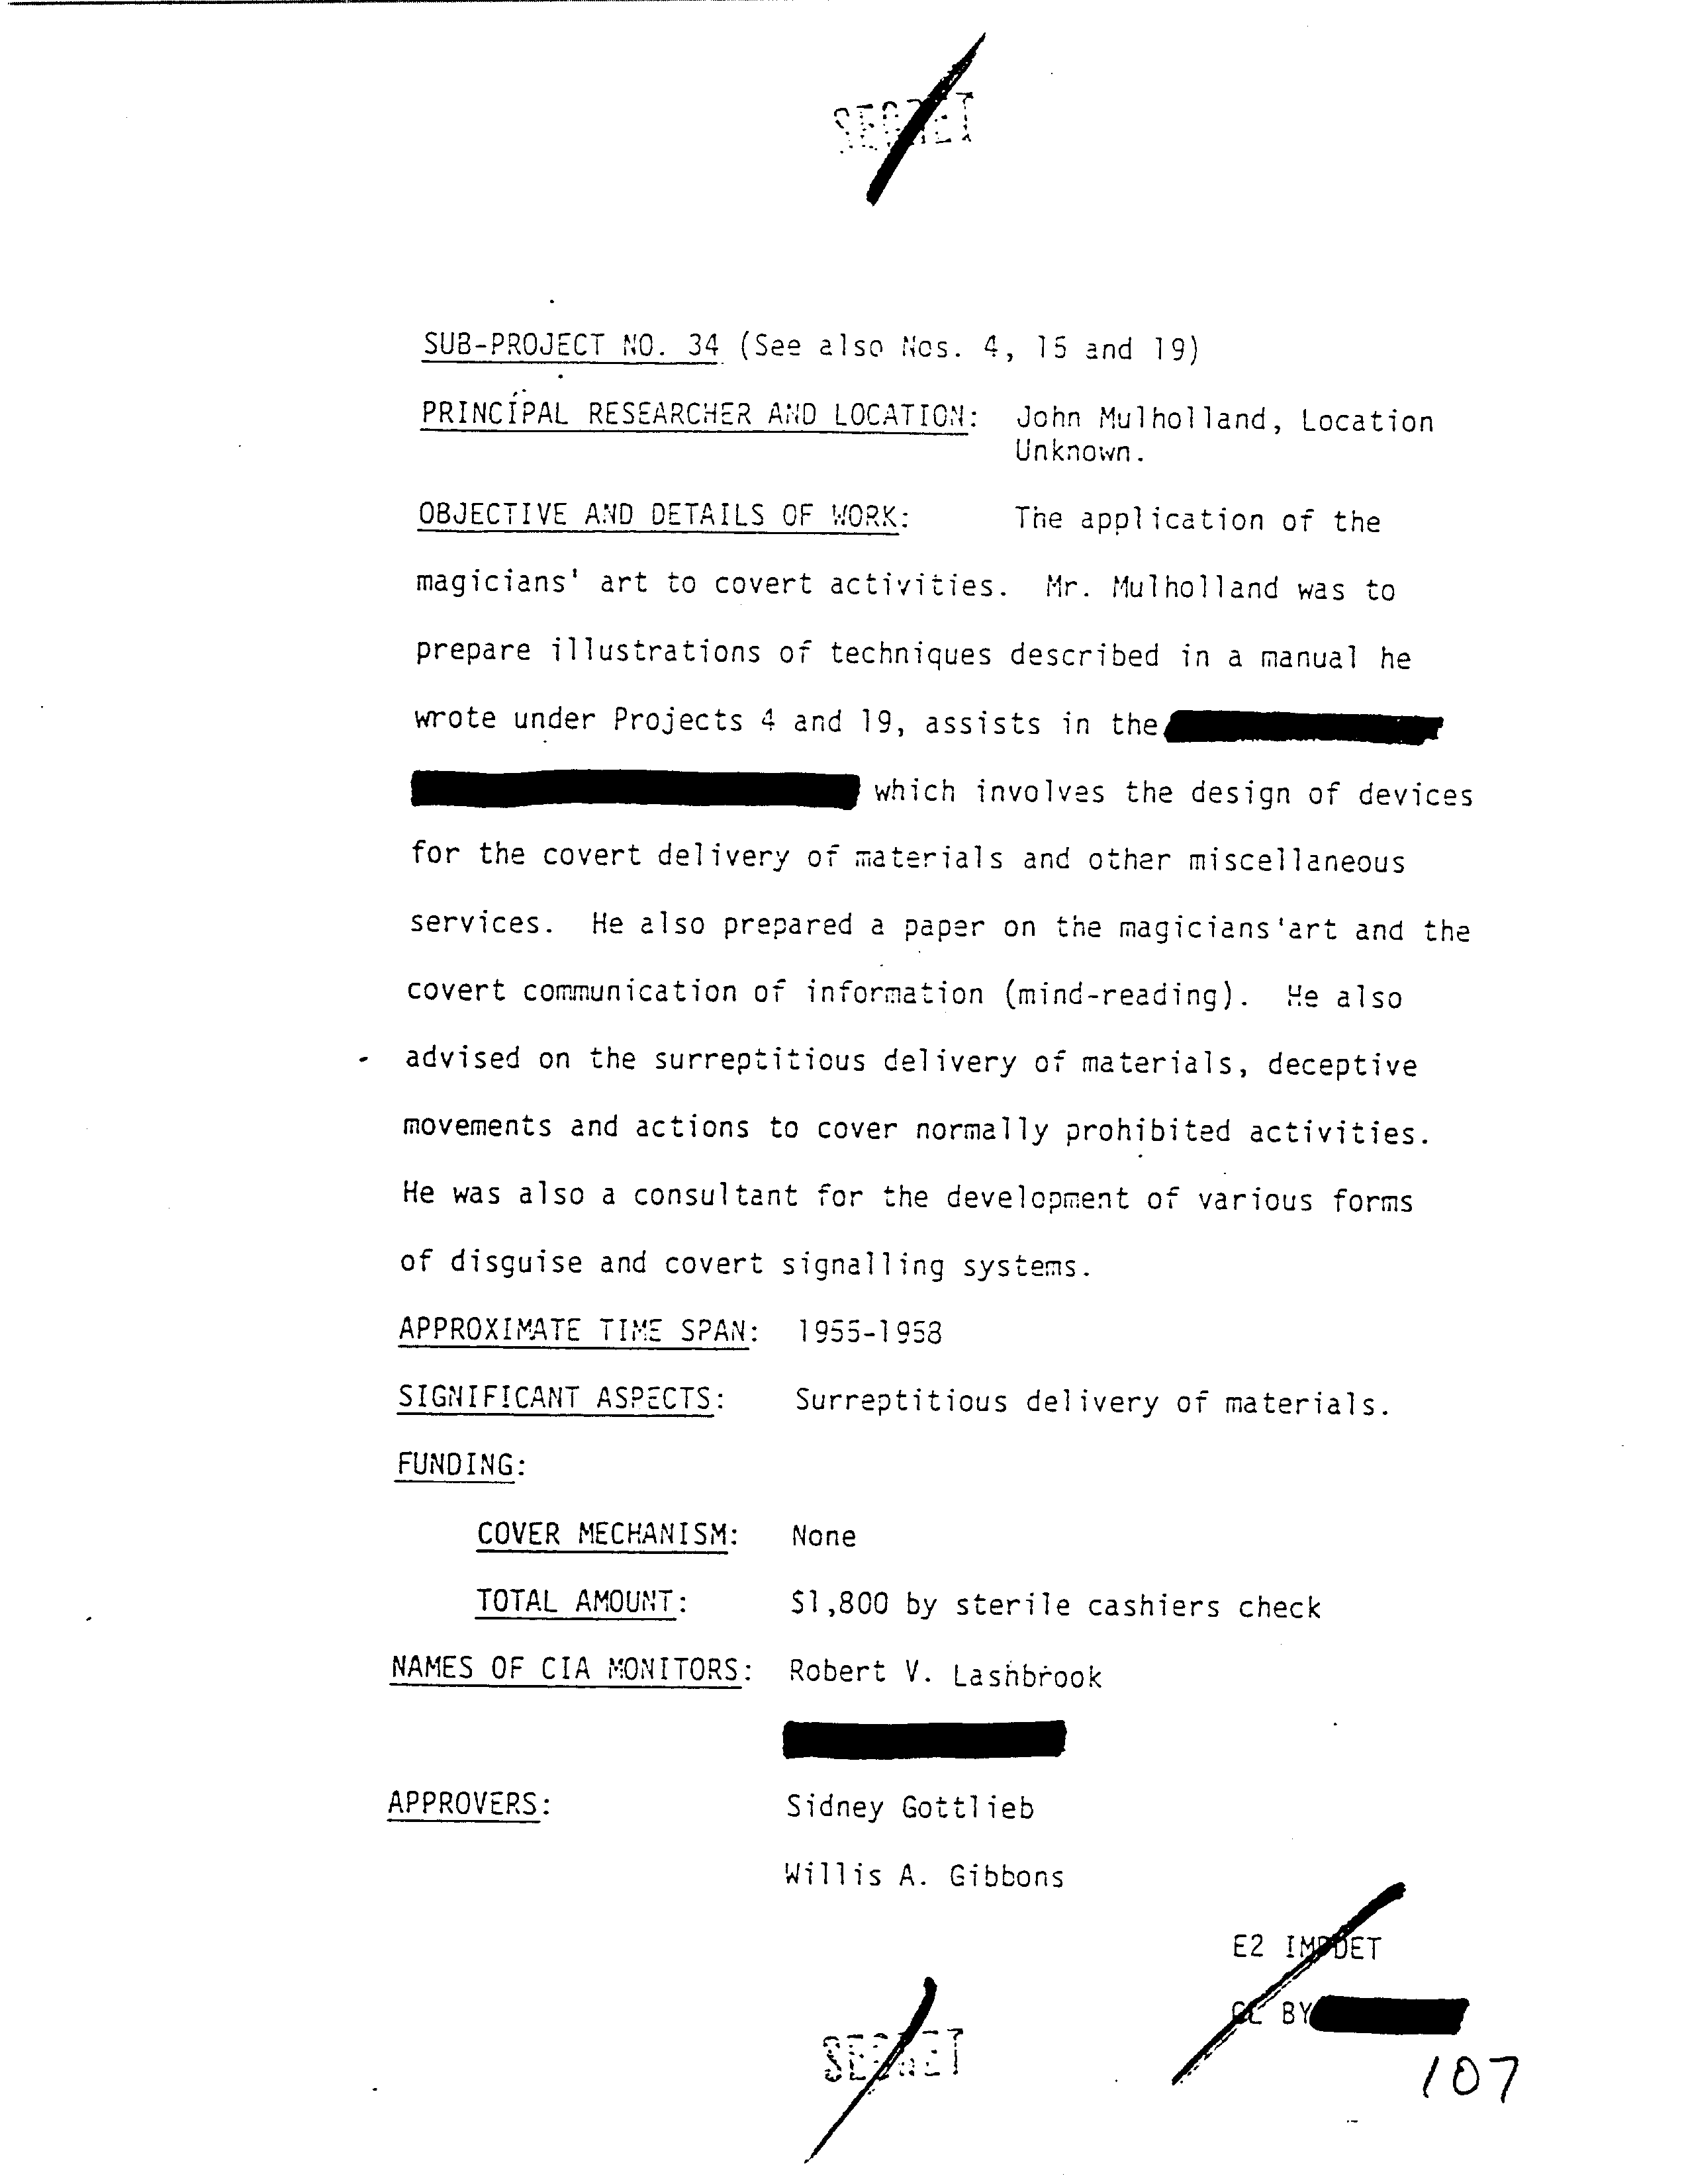 SECRET
SUB-PROJECT NO. 34 (See also Nos. 4, 15 and 19)
PRINCIPAL RESEARCHER AND LOCATION: John Mulholland, Location
Unknown.
OBJECTIVE AND DETAILS OF WORK: The application of the
magicians' art to covert activities. Mr. Mulholland was to
prepare illustrations of techniques described in a manual he
wrote under Projects 4 and 19, assists in the
which involves the design of devices
for the covert delivery of materials and other miscellaneous
services. He also prepared a paper on the magicians'art and the
covert communication of information (mind-reading). He also
advised on the surreptitious delivery of materials, deceptive
movements and actions to cover normally prohibited activities.
He was also a consultant for the development of various forms
of disguise and covert signalling systems.
APPROXIMATE TIME SPAN: 1955-1958
SIGNIFICANT ASPECTS: Surreptitious delivery of materials.
FUNDING:
COVER MECHANISM: None
TOTAL AMOUNT: $1,800 by sterile cashiers check
NAMES OF CIA MONITORS: Robert V. Lashbrook
APPROVERS: Sidney Gottlieb
Willis A. Gibbons
E2 IMPDET
CL BY
SECRET
107